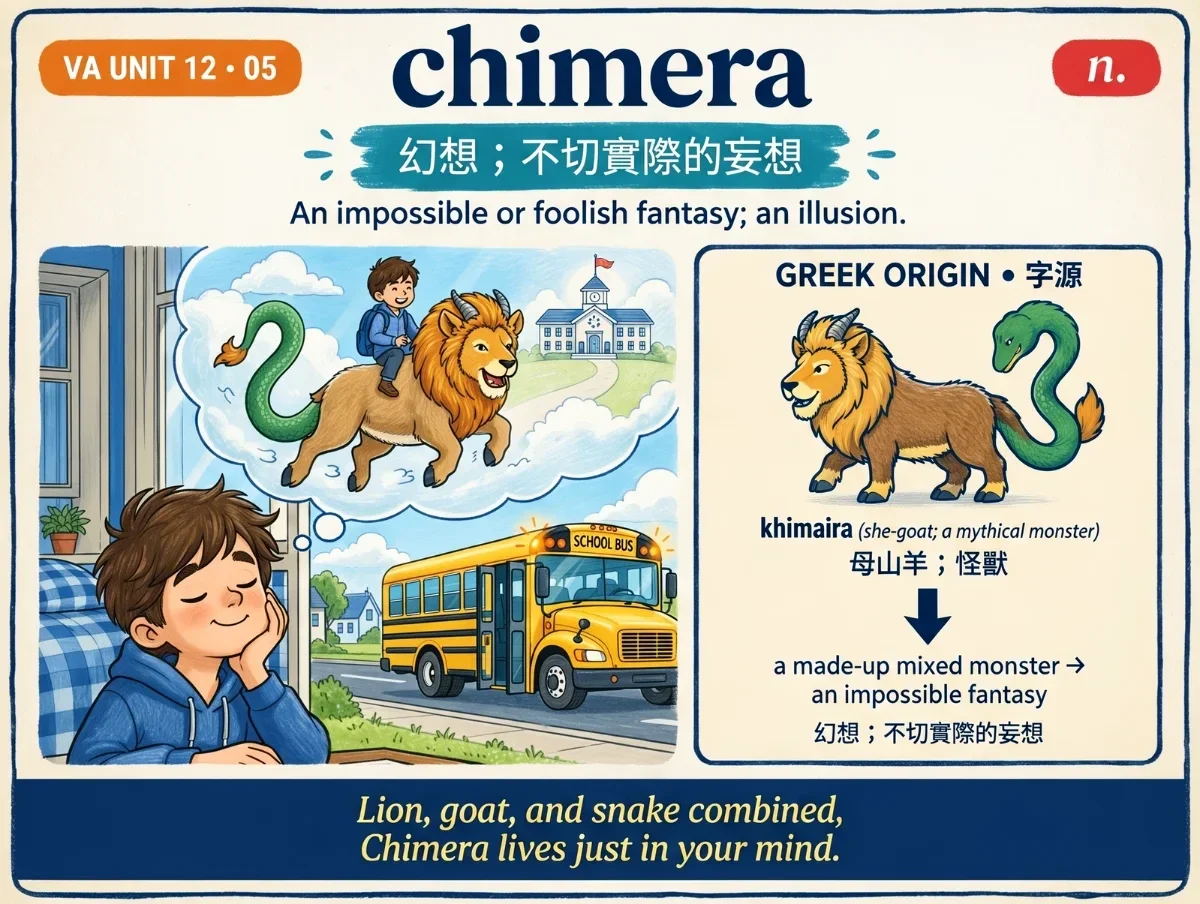 VA UNIT 12 • 05
chimera
n.
幻想；不切實際的妄想
An impossible or foolish fantasy; an illusion.
SCHOOL BUS
GREEK ORIGIN • 字源
khimaira (she-goat; a mythical monster)
母山羊；怪獸
a made-up mixed monster →
an impossible fantasy
幻想；不切實際的妄想
Lion, goat, and snake combined,
Chimera lives just in your mind.